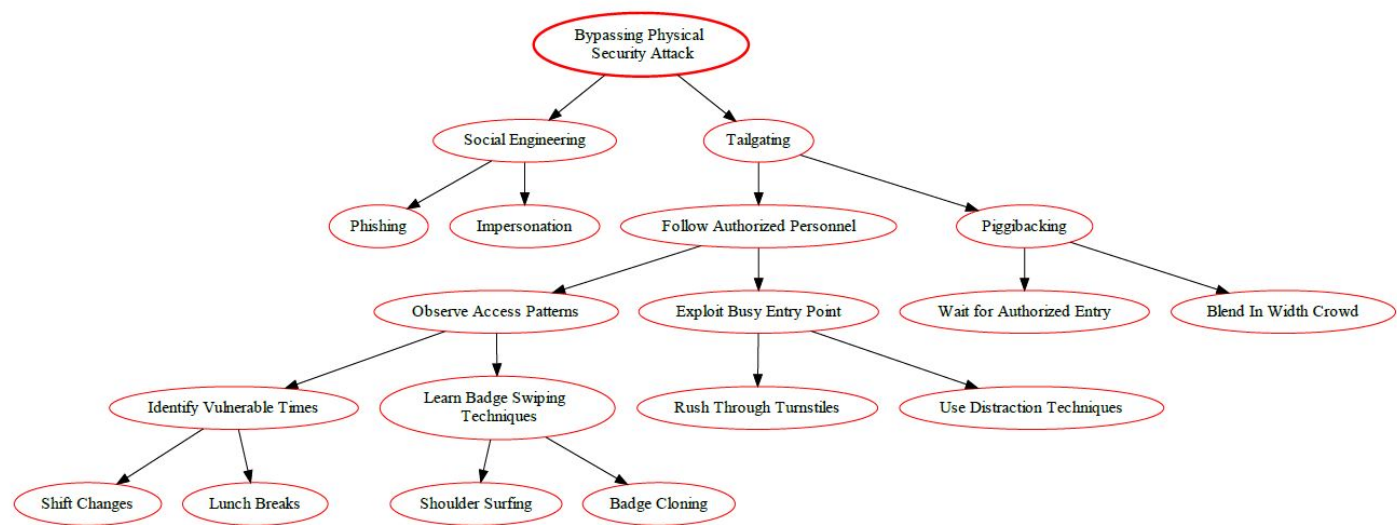 Bypassing Physical
Security Attack
Social Engineering
Tailgating
Phishing
Impersonation
Follow Authorized Personnel
Piggibacking
Observe Access Patterns
Exploit Busy Entry Point
Wait for Authorized Entry
Blend In Width Crowd
Identify Vulnerable Times
Learn Badge Swiping
Techniques
Rush Through Turnstiles
Use Distraction Techniques
Shift Changes
Lunch Breaks
Shoulder Surfing
Badge Cloning